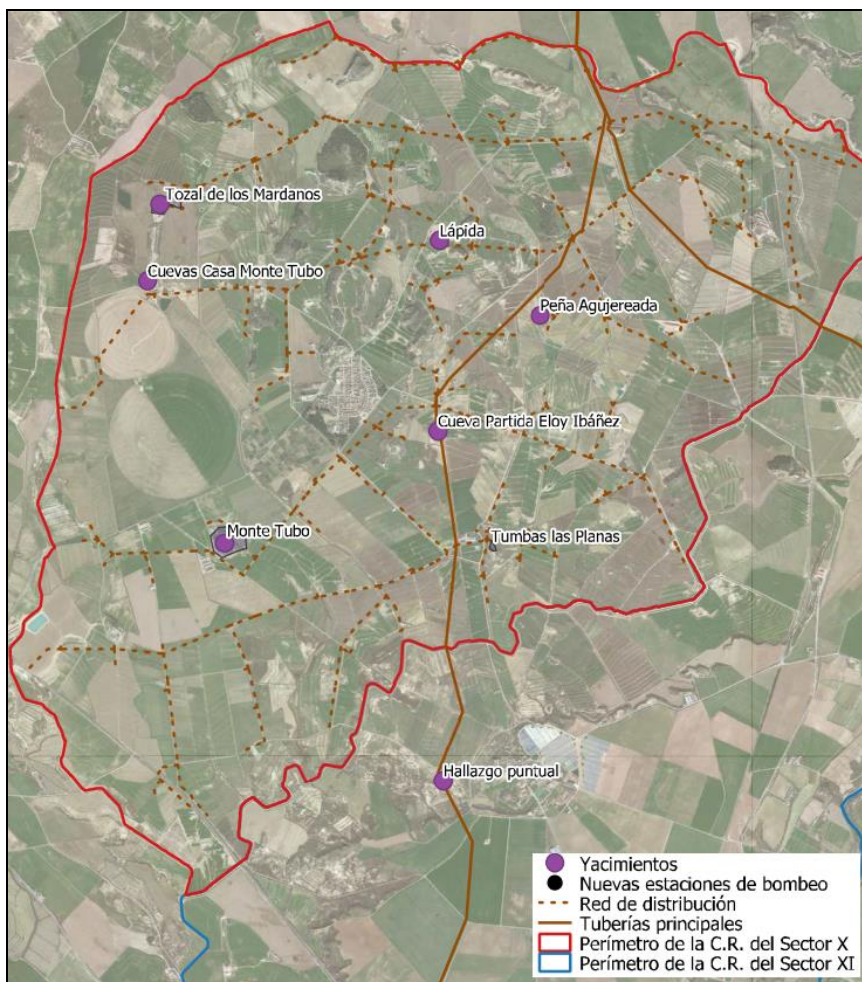 Tozal de los Mardanos
Lápida
Cuevas Casa Monte Tubo
Peña Agujereada
Cueva Partida Eloy Ibáñez
Monte Tubo
Tumbas las Planas
Hallazgo puntual
Yacimientos
Nuevas estaciones de bombeo
Red de distribución
Tuberías principales
Perímetro de la C.R. del Sector X
Perímetro de la C.R. del Sector XI